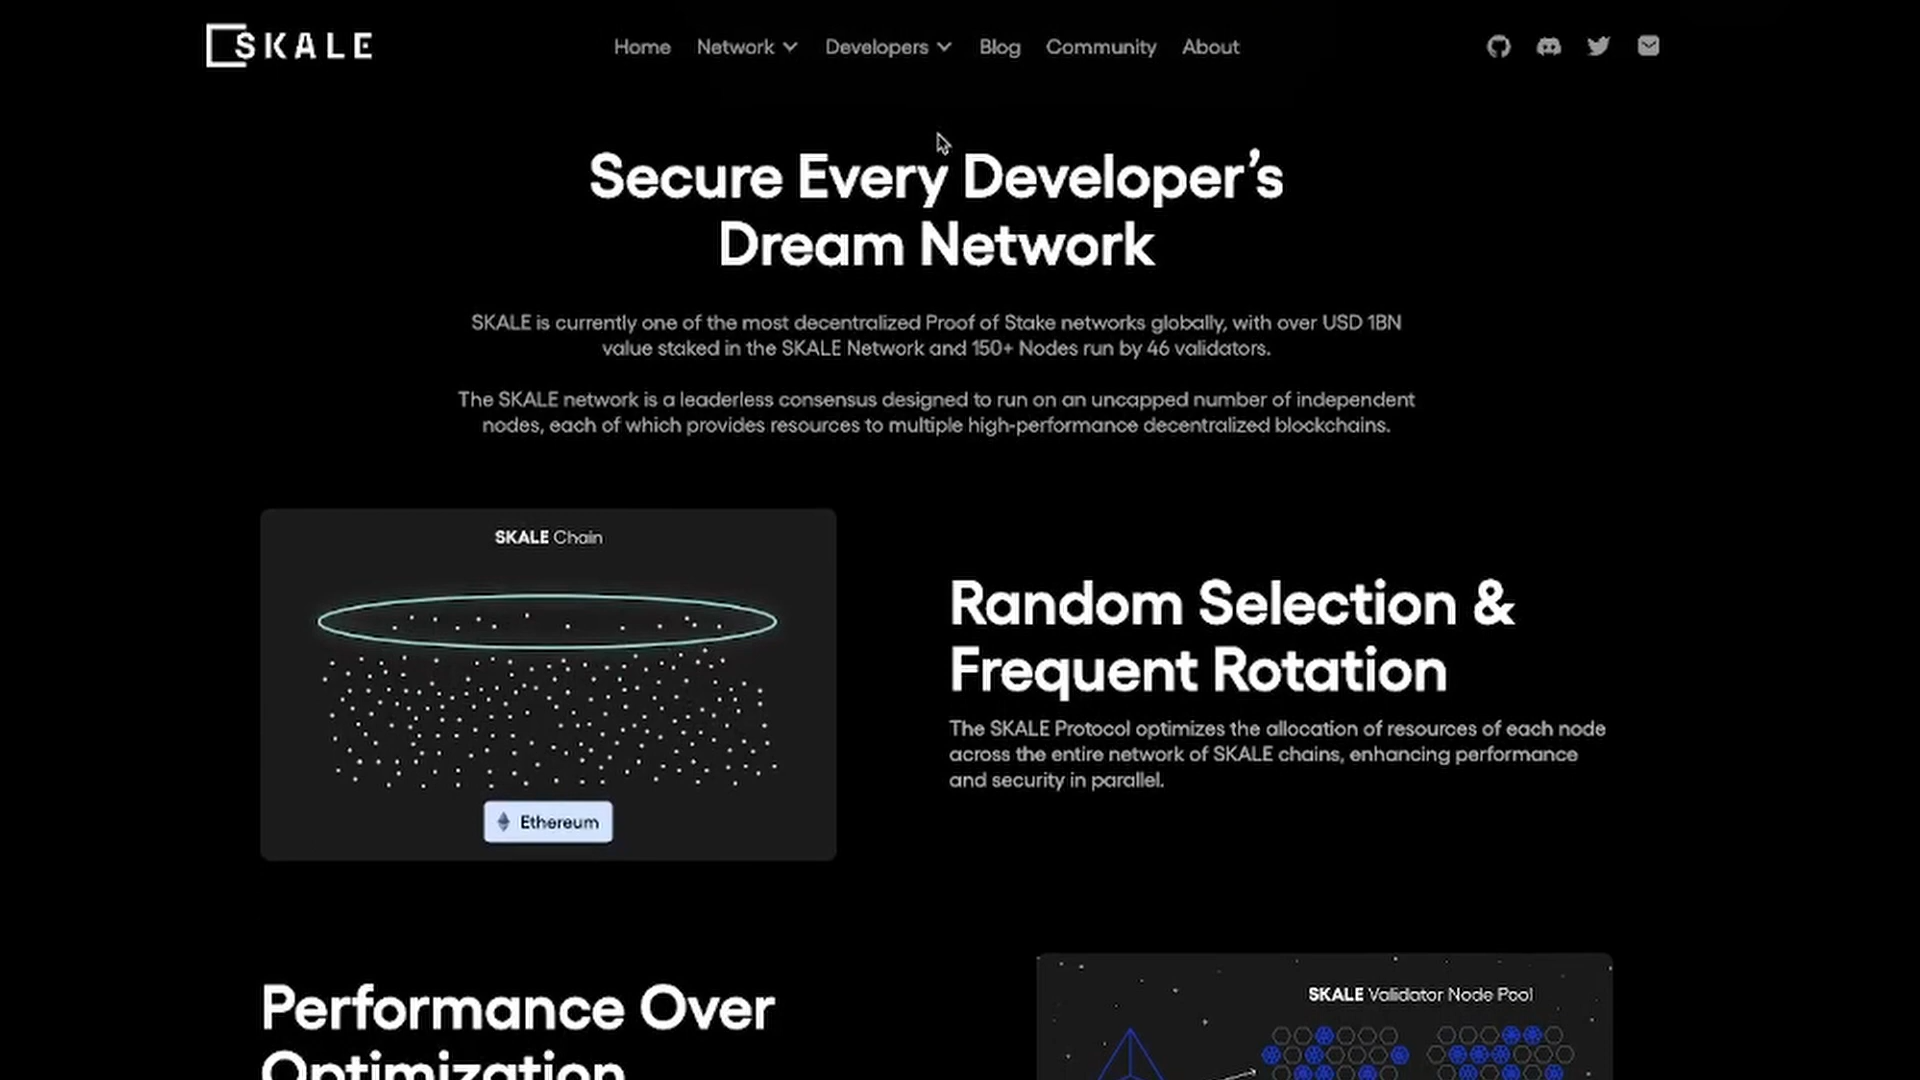 SKALE
Home Network Developers Blog Community About
Secure Every Developer’s
Dream Network
SKALE is currently one of the most decentralized Proof of Stake networks globally, with over USD 1BN
value staked in the SKALE Network and 150+ Nodes run by 46 validators.
The SKALE network is a leaderless consensus designed to run on an uncapped number of independent
nodes, each of which provides resources to multiple high-performance decentralized blockchains.
SKALE Chain
Ethereum
Random Selection &
Frequent Rotation
The SKALE Protocol optimizes the allocation of resources of each node
across the entire network of SKALE chains, enhancing performance
and security in parallel.
Performance Over
Optimization
SKALE Validator Node Pool